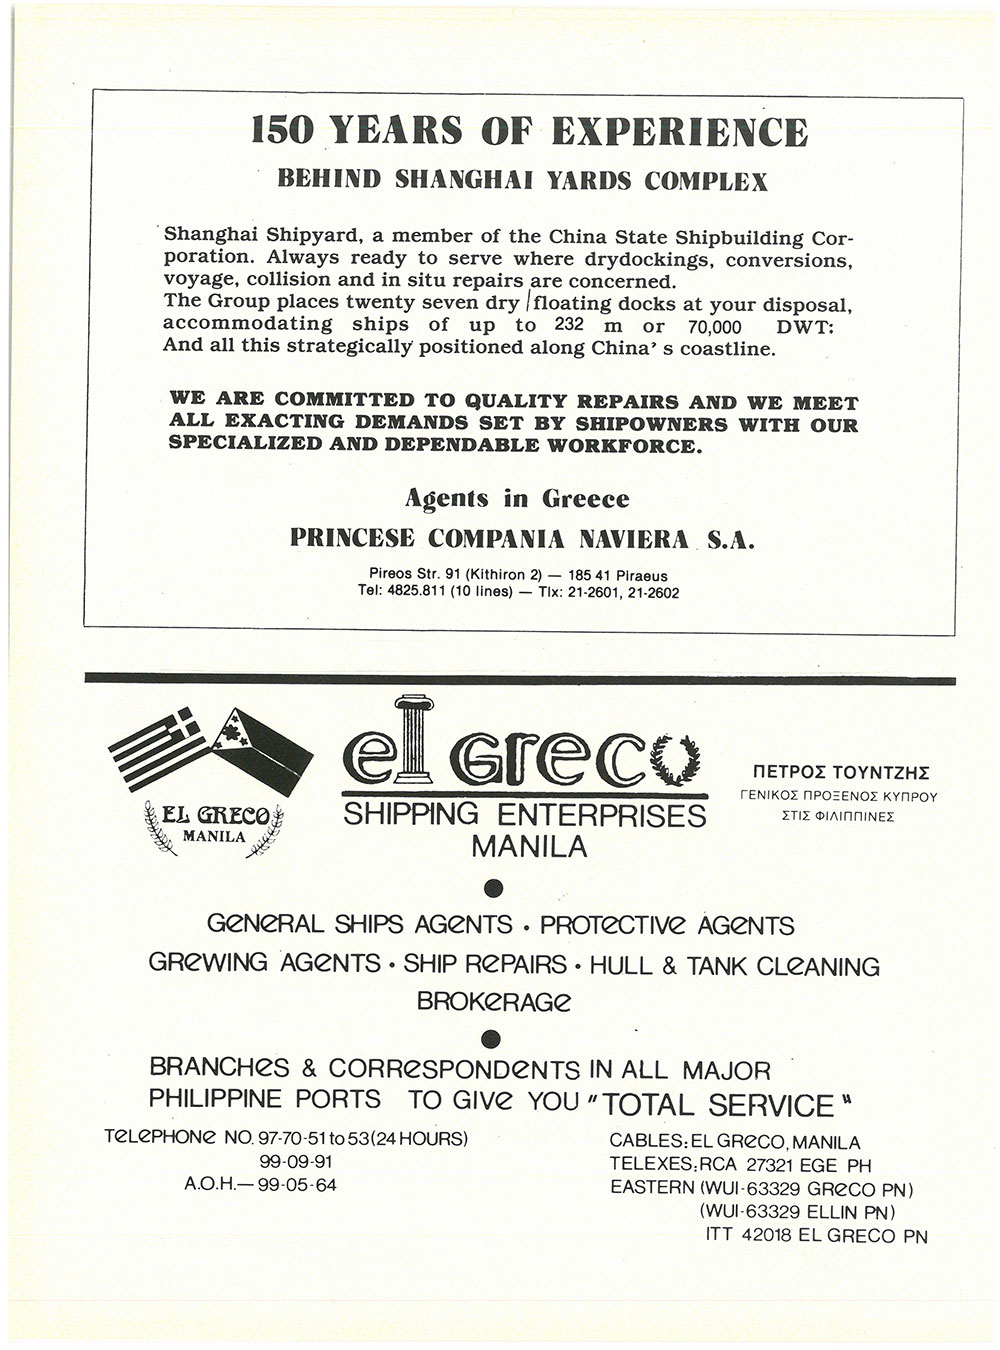 150 YEARS OF EXPERIENCE
BEHIND SHANGHAI YARDS COMPLEX
Shanghai Shipyard, a member of the China State Shipbuilding Cor-
poration. Always ready to serve where drydockings, conversions,
voyage, collision and in situ repairs are concerned.
The Group places twenty seven dry/floating docks at your disposal,
accommodating ships of up to 232 m or 70,000 DWT:
And all this strategically positioned along China's coastline.
WE ARE COMMITTED TO QUALITY REPAIRS AND WE MEET
ALL EXACTING DEMANDS SET BY SHIPOWNERS WITH OUR
SPECIALIZED AND DEPENDABLE WORKFORCE.
Agents in Greece
PRINCESE COMPANIA NAVIERA S.A.
Pireos Str. 91 (Kithiron 2) — 185 41 Piraeus
Tel: 4825.811 (10 lines) — Tlx: 21-2601, 21-2602
EL GRECO
MANILA
el Greco
SHIPPING ENTERPRISES
MANILA
ΠΕΤΡΟΣ ΤΟΥΝΤΖΗΣ
ΓΕΝΙΚΟΣ ΠΡΟΞΕΝΟΣ ΚΥΠΡΟΥ
ΣΤΙΣ ΦΙΛΙΠΠΙΝΕΣ
GENERAL SHIPS AGENTS • PROTECTIVE AGENTS
GREWING AGENTS • SHIP REPAIRS • HULL & TANK CLEANING
BROKERAGE
BRANCHES & CORRESPONDENTS IN ALL MAJOR
PHILIPPINE PORTS TO GIVE YOU "TOTAL SERVICE"
TELEPHONE NO. 97-70-51 to 53 (24 HOURS)
99-09-91
A.O.H.— 99-05-64
CABLES: EL GRECO, MANILA
TELEXES: RCA 27321 EGE PH
EASTERN (WUI-63329 GRECO PN)
(WUI-63329 ELLIN PN)
ITT 42018 EL GRECO PN